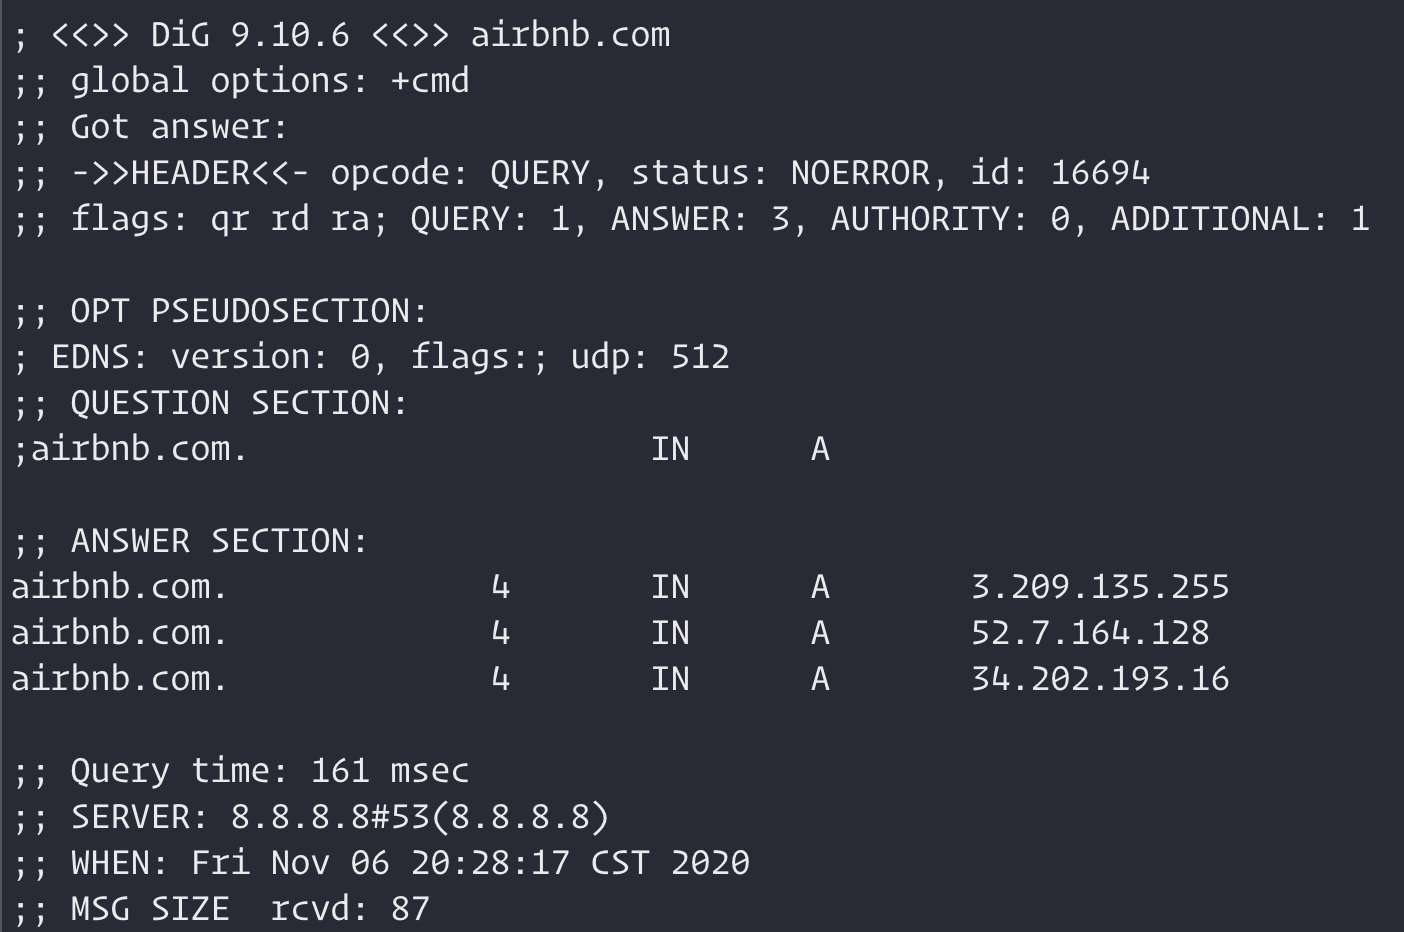 ; <<>> DiG 9.10.6 <<>> airbnb.com
;; global options: +cmd
;; Got answer:
;; ->>HEADER<<- opcode: QUERY, status: NOERROR, id: 16694
;; flags: qr rd ra; QUERY: 1, ANSWER: 3, AUTHORITY: 0, ADDITIONAL: 1

;; OPT PSEUDOSECTION:
; EDNS: version: 0, flags:; udp: 512
;; QUESTION SECTION:
;airbnb.com.                    IN      A

;; ANSWER SECTION:
airbnb.com.             4       IN      A       3.209.135.255
airbnb.com.             4       IN      A       52.7.164.128
airbnb.com.             4       IN      A       34.202.193.16

;; Query time: 161 msec
;; SERVER: 8.8.8.8#53(8.8.8.8)
;; WHEN: Fri Nov 06 20:28:17 CST 2020
;; MSG SIZE  rcvd: 87